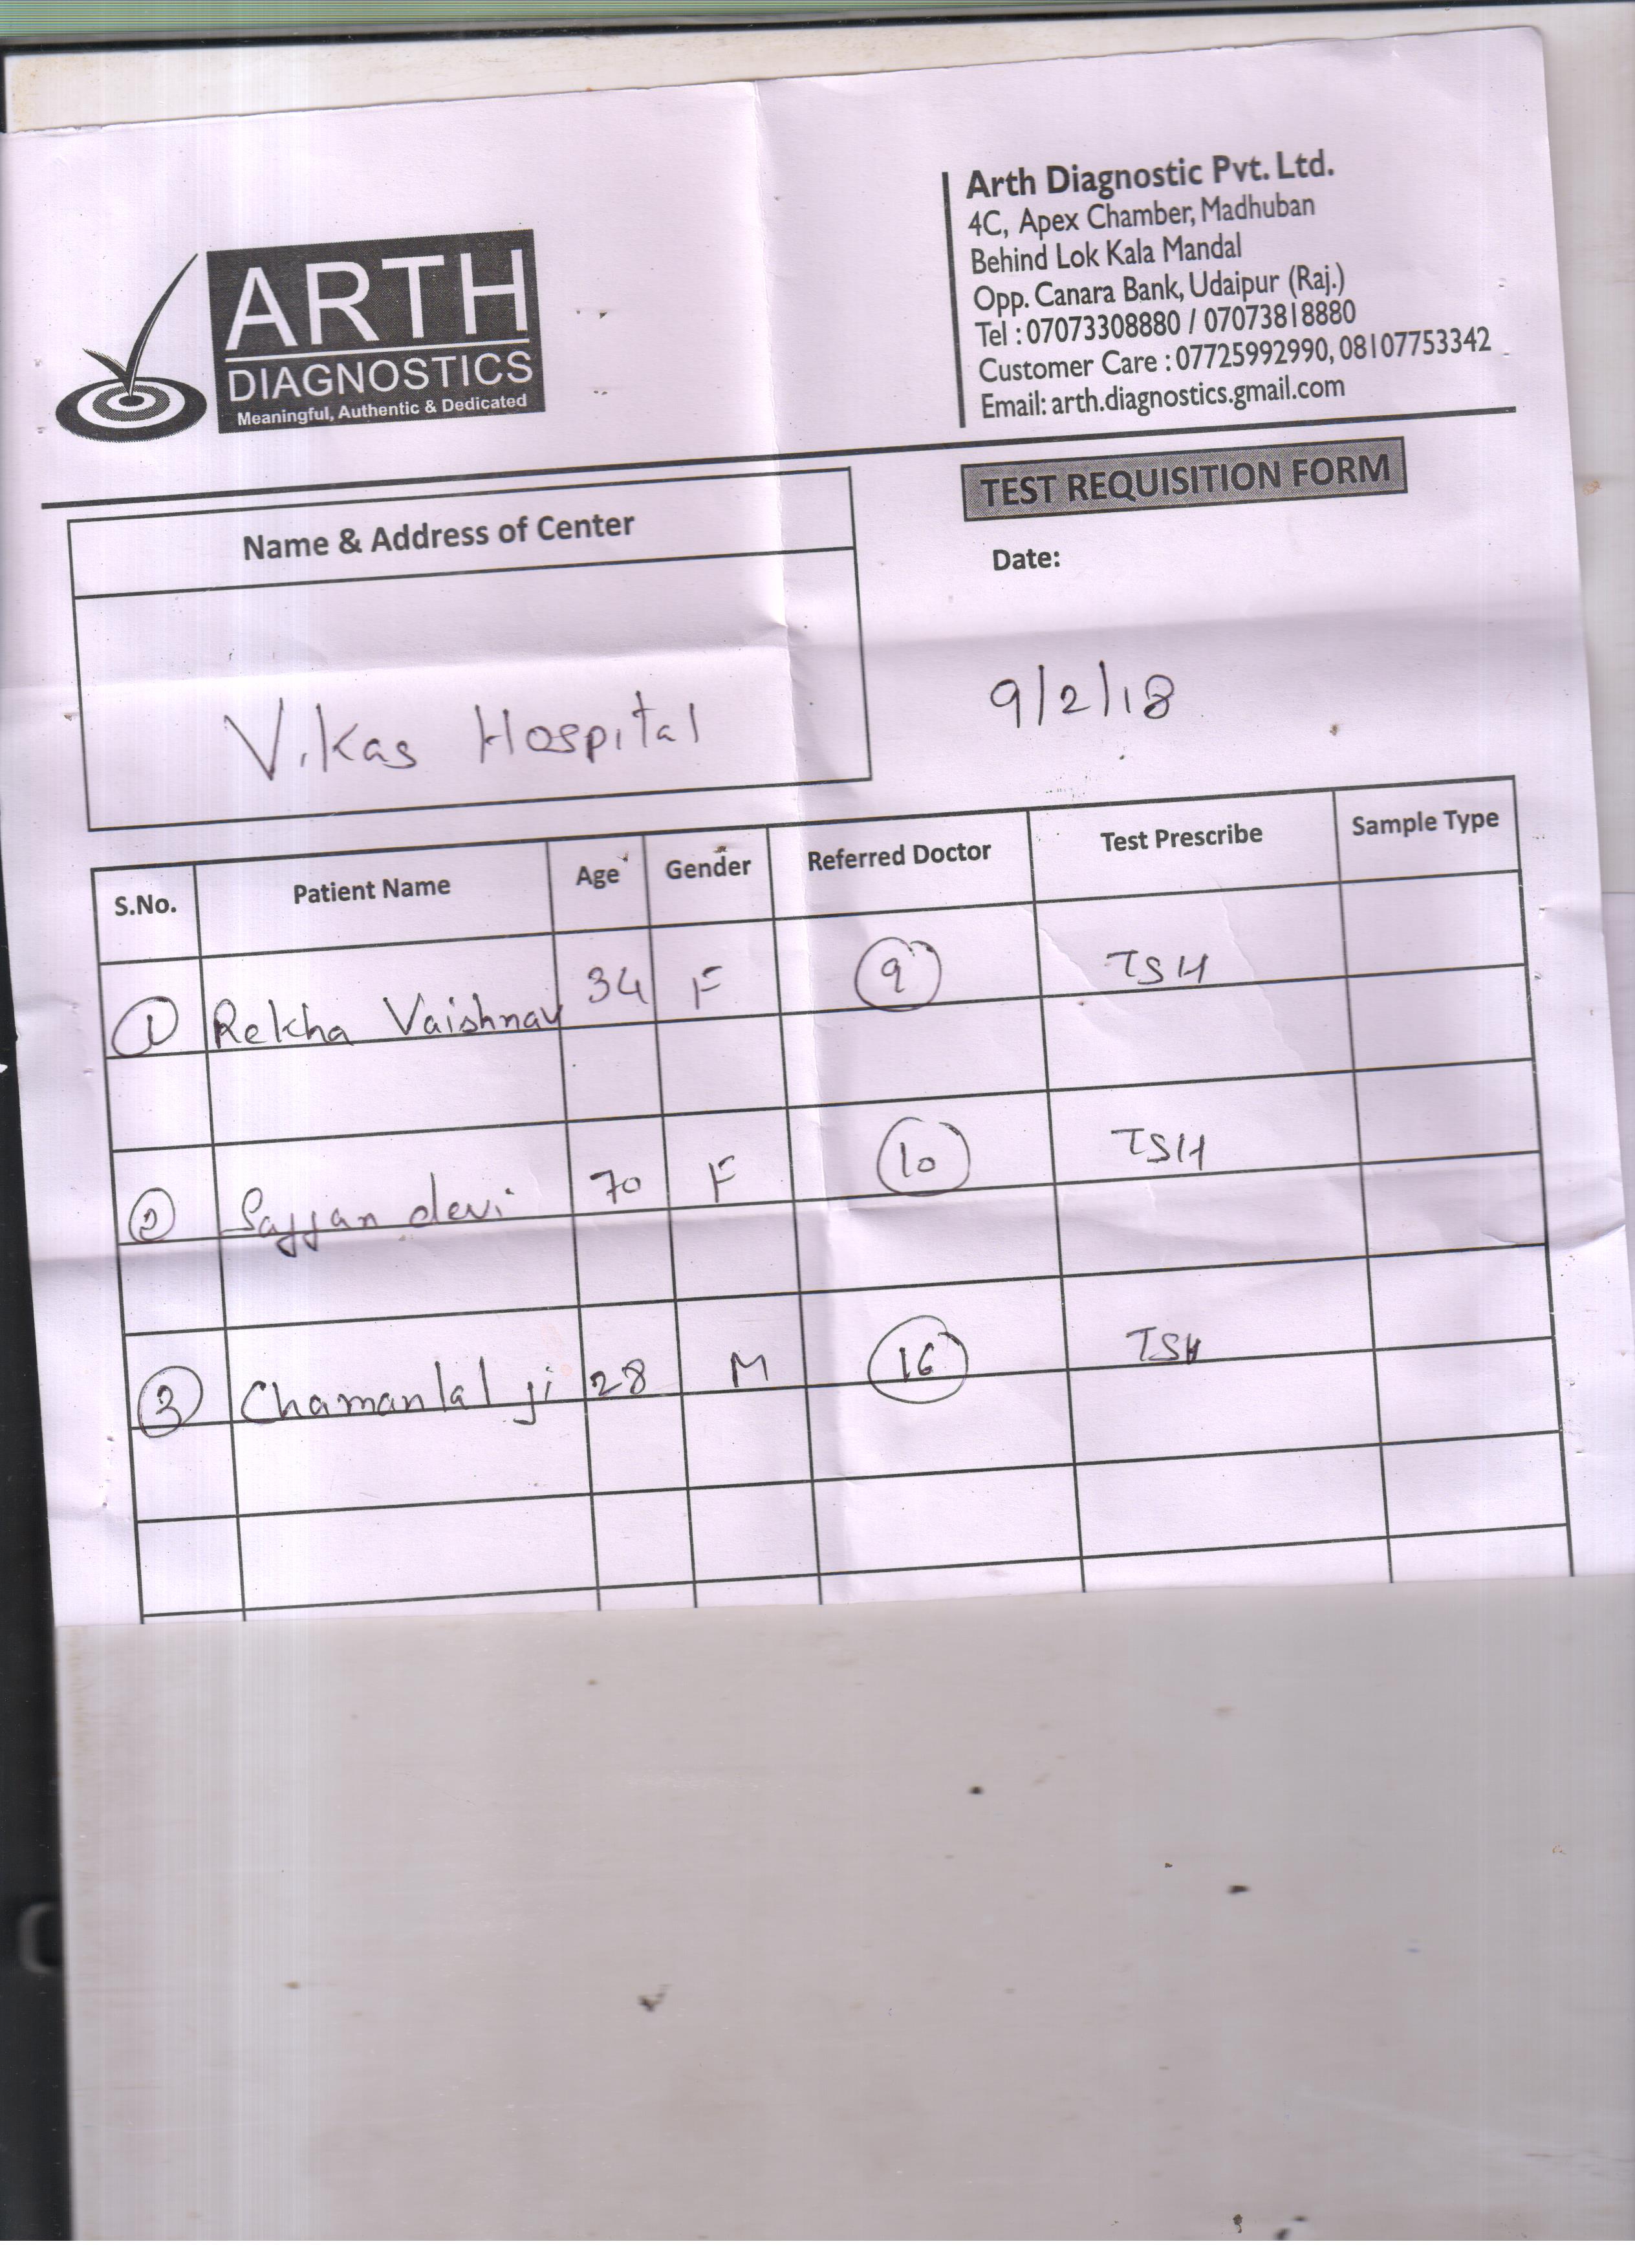 Arth Diagnostic Pvt. Ltd.
4C, Apex Chamber, Madhuban
Behind Lok Kala Mandal
Opp. Canara Bank, Udaipur (Raj.)
Tel : 07073308880 / 07073818880
Customer Care : 07725992990, 08107753342
Email: arth.diagnostics.gmail.com
ARTH
DIAGNOSTICS
Meaningful, Authentic & Dedicated
TEST REQUISITION FORM
Name & Address of Center
Date:
Vikas Hospital
9/2/18
S.No. Patient Name Age Gender Referred Doctor Test Prescribe Sample Type
1 Rekha Vaishnav 34 F 9 TSH
2 Sajjan devi 70 F 10 TSH
3 Chamanlal ji 28 M 16 TSH